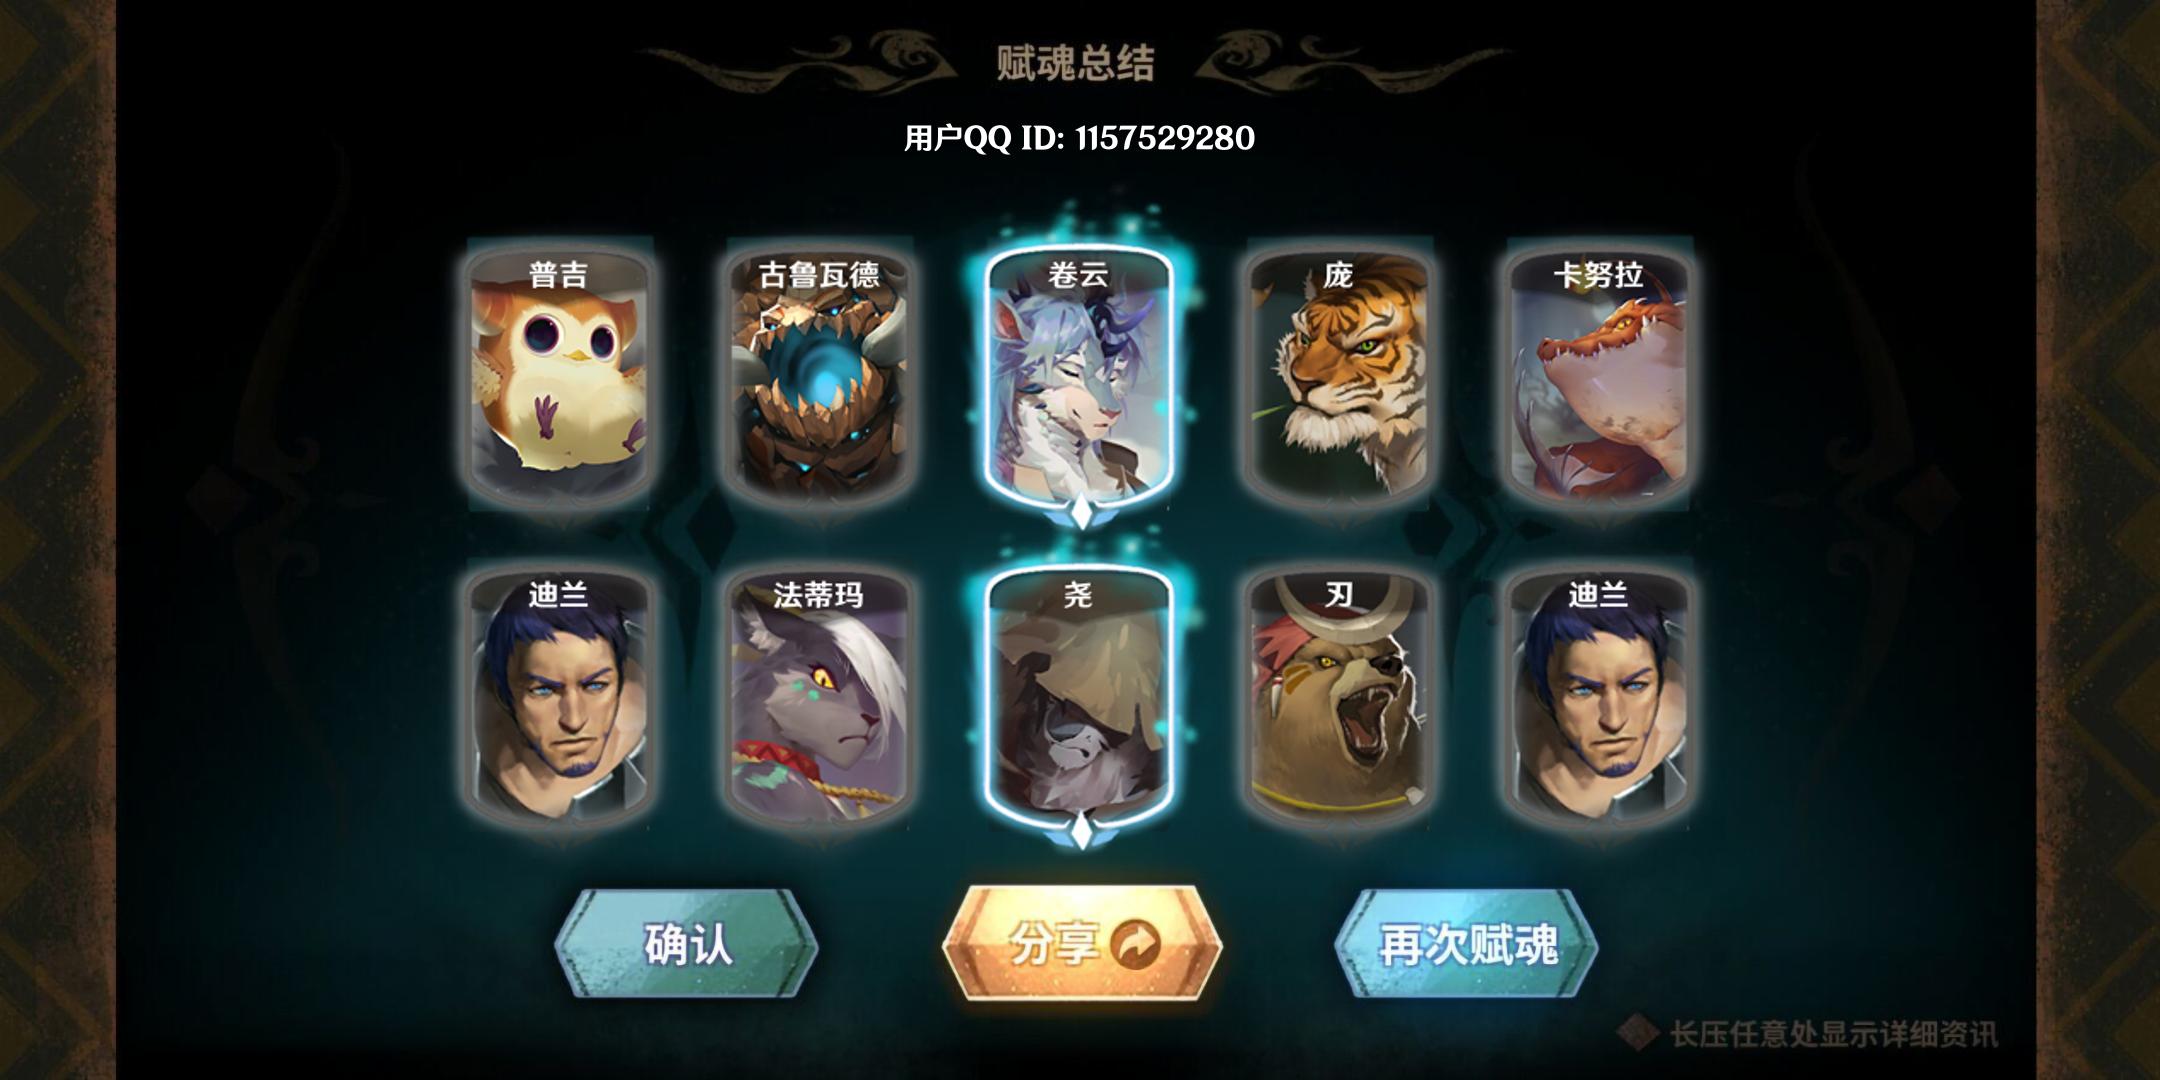 赋魂总结
用户QQ ID: 1157529280
普吉
古鲁瓦德
卷云
庞
卡努拉
迪兰
法蒂玛
尧
刃
迪兰
确认
分享
再次赋魂
长压任意处显示详细资讯